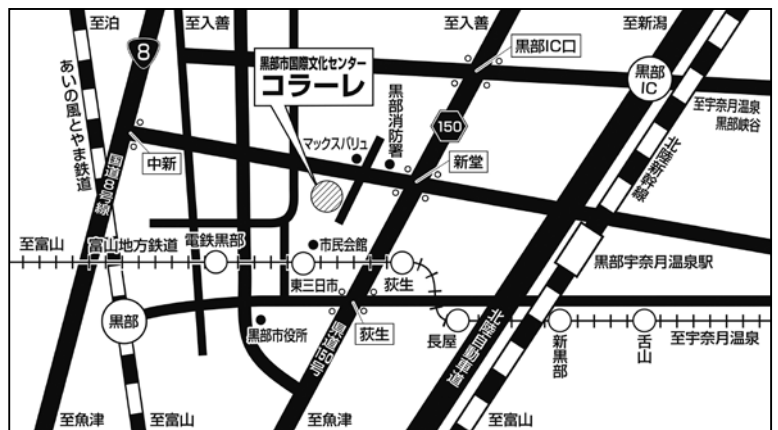 至泊
至入善
至入善
至新潟
8
黒部IC口
黒部市国際文化センター
コラーレ
黒部
IC
あいの風とやま鉄道
黒部消防署
150
至宇奈月温泉
黒部峡谷
マックスバリュ
中新
新堂
北陸新幹線
国道8号線
至富山
富山地方鉄道
電鉄黒部
市民会館
黒部宇奈月温泉駅
東三日市
荻生
黒部
黒部市役所
県道150号
荻生
長屋
北陸自動車道
新黒部
舌山
至宇奈月温泉
至魚津
至富山
至魚津
至富山